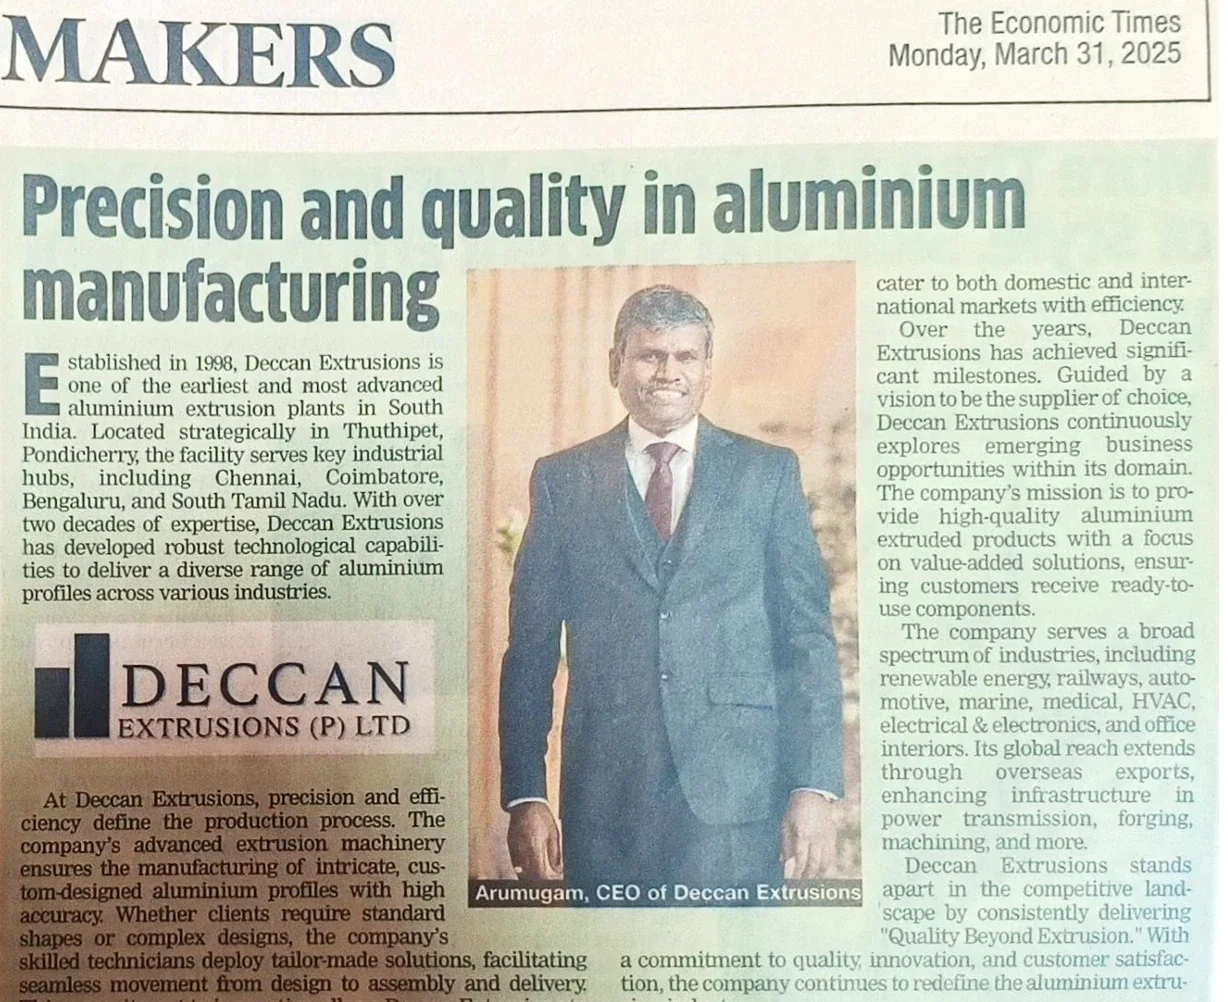 MAKERS
The Economic Times
Monday, March 31, 2025
Precision and quality in aluminium
manufacturing
Established in 1998, Deccan Extrusions is
one of the earliest and most advanced
aluminium extrusion plants in South
India. Located strategically in Thuthipet,
Pondicherry, the facility serves key industrial
hubs, including Chennai, Coimbatore,
Bengaluru, and South Tamil Nadu. With over
two decades of expertise, Deccan Extrusions
has developed robust technological capabili-
ties to deliver a diverse range of aluminium
profiles across various industries.
DECCAN
EXTRUSIONS (P) LTD
At Deccan Extrusions, precision and effi-
ciency define the production process. The
company's advanced extrusion machinery
ensures the manufacturing of intricate, cus-
tom-designed aluminium profiles with high
accuracy. Whether clients require standard
shapes or complex designs, the company's
skilled technicians deploy tailor-made solutions, facilitating
seamless movement from design to assembly and delivery.
Arumugam, CEO of Deccan Extrusions
cater to both domestic and inter-
national markets with efficiency.
Over the years, Deccan
Extrusions has achieved signifi-
cant milestones. Guided by a
vision to be the supplier of choice,
Deccan Extrusions continuously
explores emerging business
opportunities within its domain.
The company's mission is to pro-
vide high-quality aluminium
extruded products with a focus
on value-added solutions, ensur-
ing customers receive ready-to-
use components.
The company serves a broad
spectrum of industries, including
renewable energy, railways, auto-
motive, marine, medical, HVAC,
electrical & electronics, and office
interiors. Its global reach extends
through overseas exports,
enhancing infrastructure in
power transmission, forging,
machining, and more.
Deccan Extrusions stands
apart in the competitive land-
scape by consistently delivering
"Quality Beyond Extrusion." With
a commitment to quality, innovation, and customer satisfac-
tion, the company continues to redefine the aluminium extru-